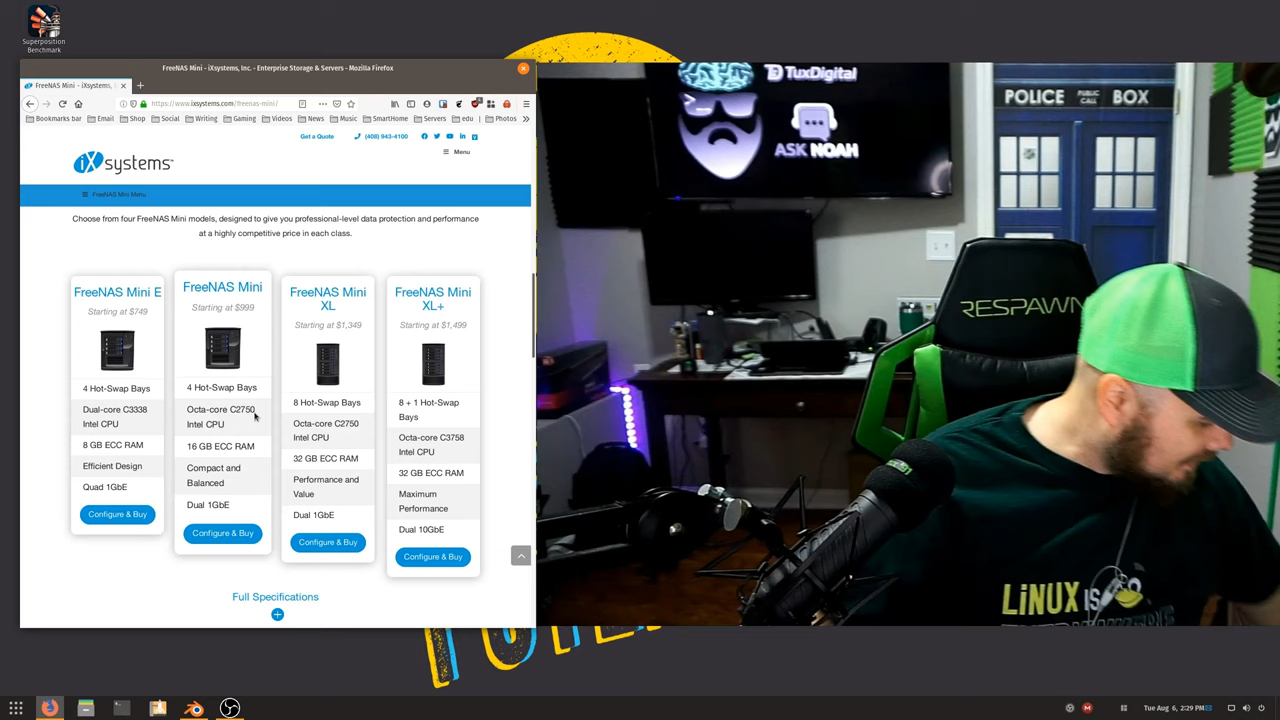 Superposition
Benchmark
FreeNAS Mini - iXsystems, Inc. - Enterprise Storage & Servers - Mozilla Firefox
FreeNAS Mini - iXsystems, I
https://www.ixsystems.com/freenas-mini/
Bookmarks bar
Email
Shop
Social
Writing
Gaming
Videos
News
Music
SmartHome
Servers
edu
Photos
Get a Quote
(408) 943-4100
iXsystems
Menu
FreeNAS Mini Menu
Choose from four FreeNAS Mini models, designed to give you professional-level data protection and performance
at a highly competitive price in each class.
FreeNAS Mini E
Starting at $749
4 Hot-Swap Bays
Dual-core C3338
Intel CPU
8 GB ECC RAM
Efficient Design
Quad 1GbE
Configure & Buy
FreeNAS Mini
Starting at $999
4 Hot-Swap Bays
Octa-core C2750
Intel CPU
16 GB ECC RAM
Compact and
Balanced
Dual 1GbE
Configure & Buy
FreeNAS Mini
XL
Starting at $1,349
8 Hot-Swap Bays
Octa-core C2750
Intel CPU
32 GB ECC RAM
Performance and
Value
Dual 1GbE
Configure & Buy
FreeNAS Mini
XL+
Starting at $1,499
8 + 1 Hot-Swap
Bays
Octa-core C3758
Intel CPU
32 GB ECC RAM
Maximum
Performance
Dual 10GbE
Configure & Buy
Full Specifications
TuxDigital
ASK NOAH
POLICE PUBLIC CALL BOX
RESPAWN
LiNUX iS
Tue Aug 6, 2:29 PM